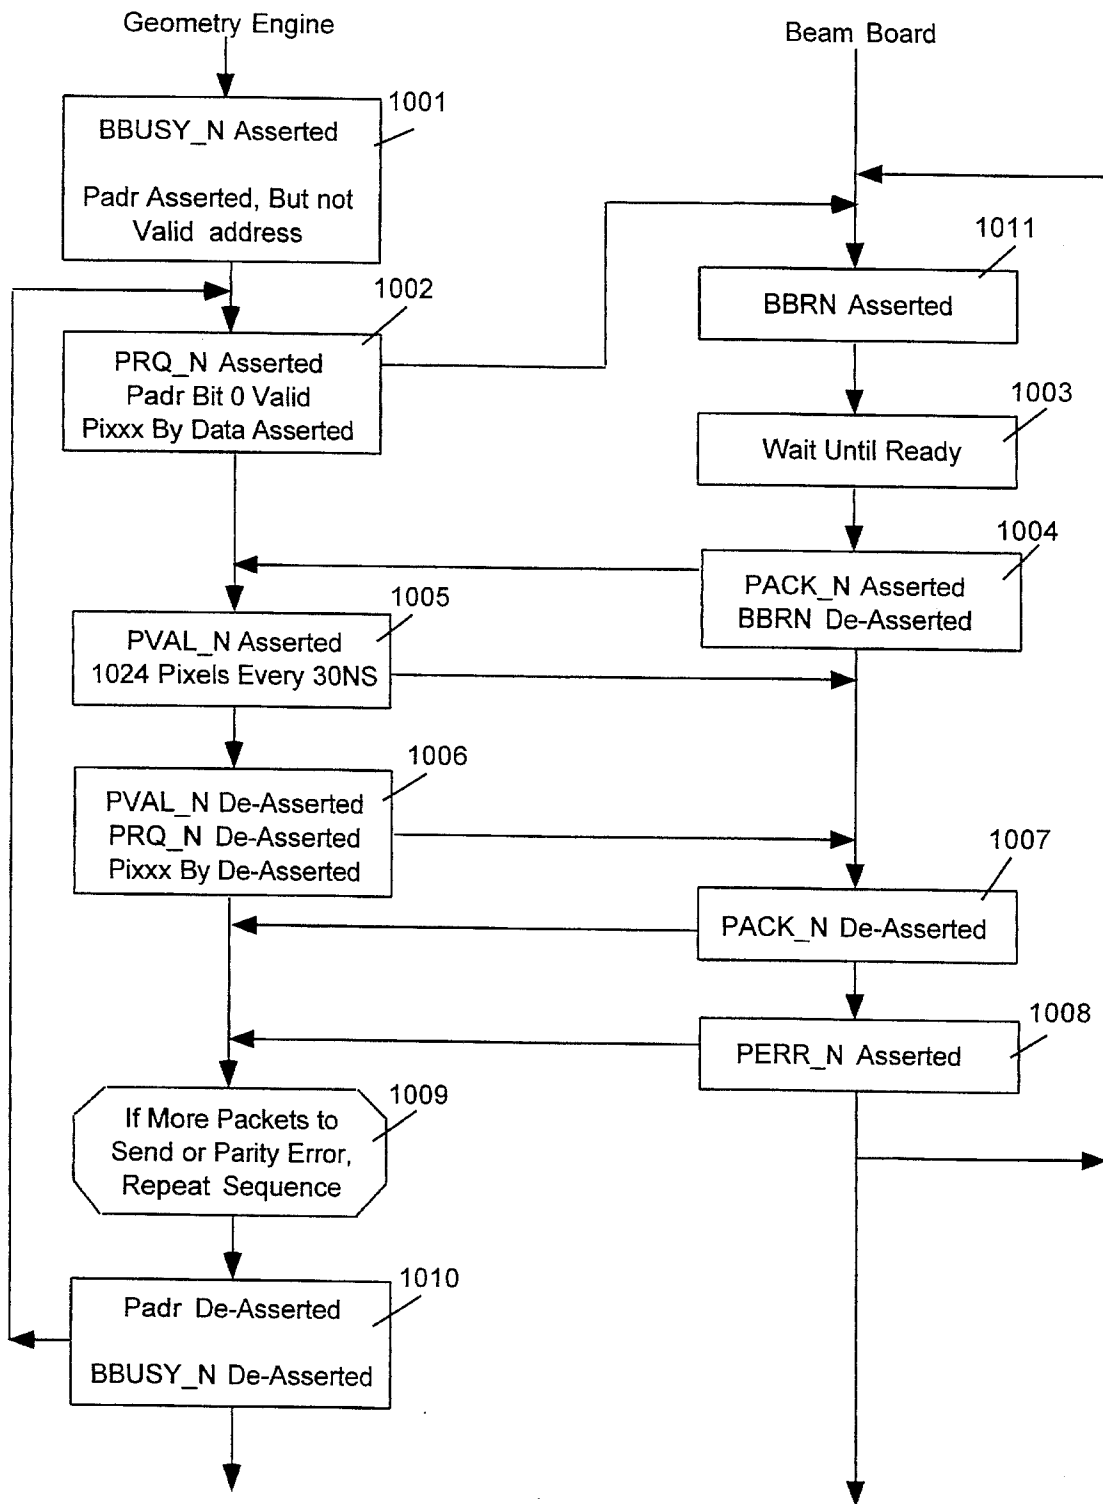 Geometry Engine
Beam Board
1001
BBUSY_N Asserted
Padr Asserted, But not
Valid address
1011
BBRN Asserted
1002
PRQ_N Asserted
Padr Bit 0 Valid
Pixxx By Data Asserted
1003
Wait Until Ready
1004
PACK_N Asserted
BBRN De-Asserted
1005
PVAL_N Asserted
1024 Pixels Every 30NS
1006
PVAL_N De-Asserted
PRQ_N De-Asserted
Pixxx By De-Asserted
1007
PACK_N De-Asserted
1008
PERR_N Asserted
1009
If More Packets to
Send or Parity Error,
Repeat Sequence
1010
Padr De-Asserted
BBUSY_N De-Asserted